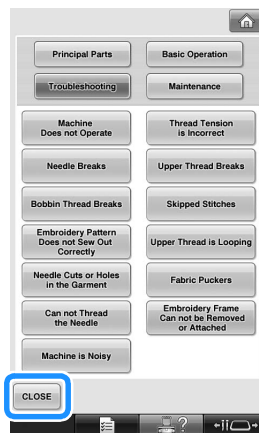 Principal Parts
Basic Operation
Troubleshooting
Maintenance
Machine
Does not Operate
Thread Tension
is Incorrect
Needle Breaks
Upper Thread Breaks
Bobbin Thread Breaks
Skipped Stitches
Embroidery Pattern
Does not Sew Out
Correctly
Upper Thread is Looping
Needle Cuts or Holes
in the Garment
Fabric Puckers
Can not Thread
the Needle
Embroidery Frame
Can not be Removed
or Attached
Machine is Noisy
CLOSE
?